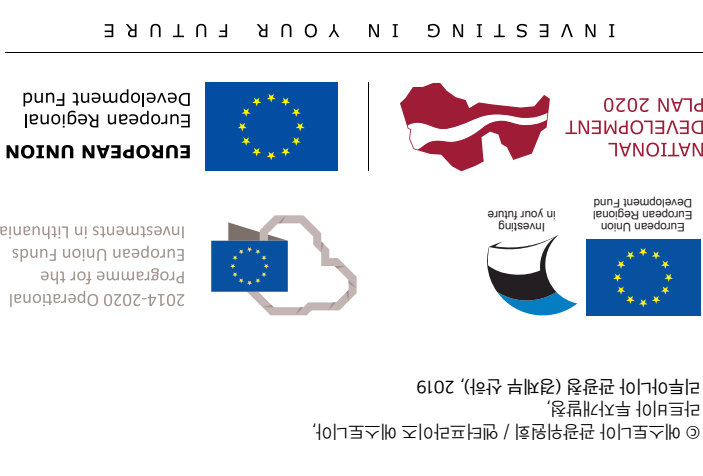 © 에스토니아 관광위원회 / 엔터프라이즈 에스토니아,
라트비아 투자개발청,
리투아니아 관광청 (경제부 산하), 2019
European Union
European Regional
Development Fund
Investing
in your future
2014-2020 Operational
Programme for the
European Union Funds
Investments in Lithuania
NATIONAL
DEVELOPMENT
PLAN 2020
EUROPEAN UNION
European Regional
Development Fund
INVESTING IN YOUR FUTURE